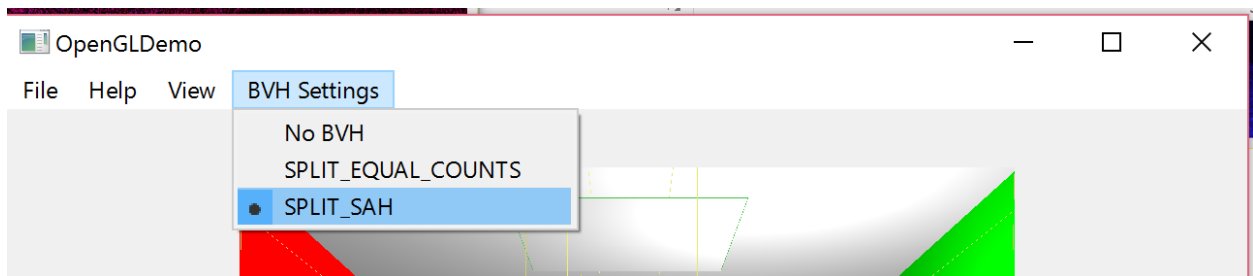 OpenGLDemo
File Help View BVH Settings
No BVH
SPLIT_EQUAL_COUNTS
SPLIT_SAH